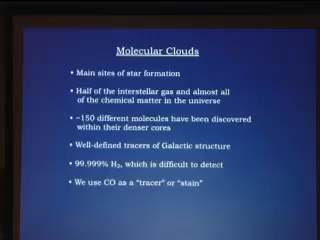 Molecular Clouds
• Main sites of star formation
• Half of the interstellar gas and almost all
of the chemical matter in the universe
• ~150 different molecules have been discovered
within their denser cores
• Well-defined tracers of Galactic structure
• 99.999% H₂, which is difficult to detect
• We use CO as a "tracer" or "stain"